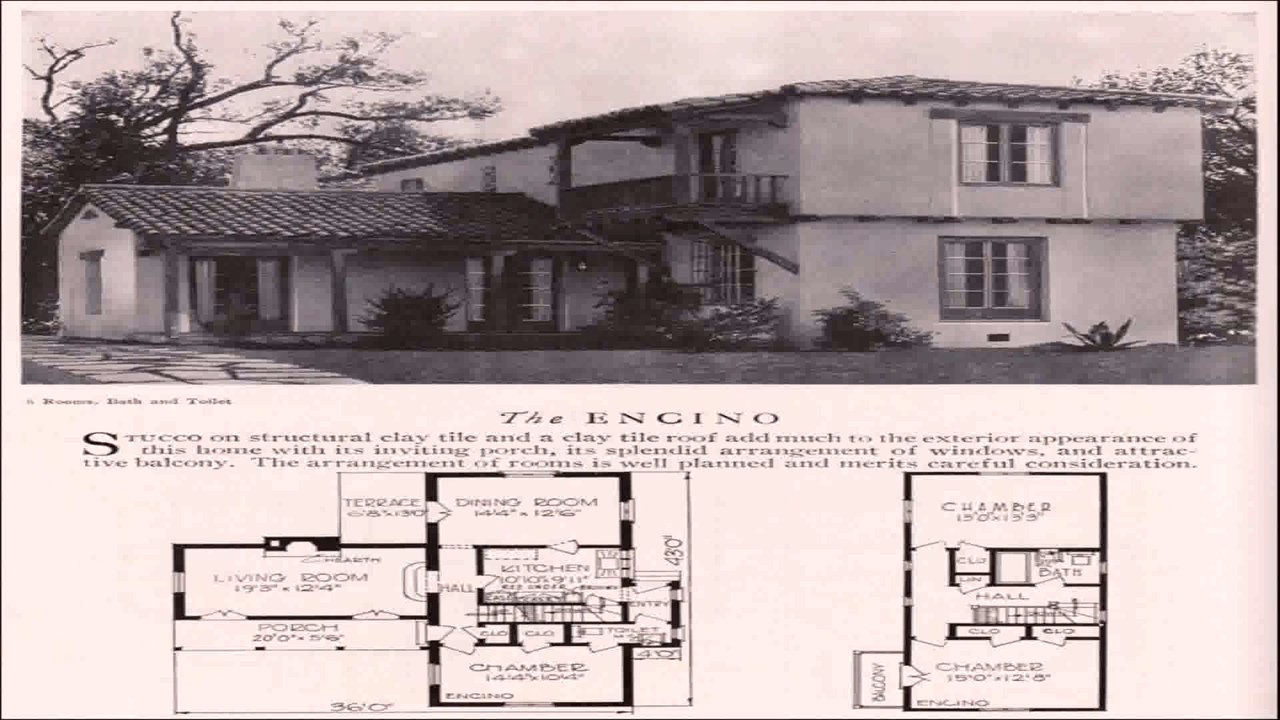 6 Rooms, Bath and Toilet
The ENCINO
STUCCO on structural clay tile and a clay tile roof add much to the exterior appearance of
this home with its inviting porch, its splendid arrangement of windows, and attrac-
tive balcony. The arrangement of rooms is well planned and merits careful consideration.
TERRACE
6'8"x13'0"
DINING ROOM
14'4" x 12'6"
HEARTH
LIVING ROOM
19'3" x 12'4"
HALL
KITCHEN
10'10"x9'11"
43'0"
ENTRY
PORCH
20'0" x 5'6"
CLO
CLO
TOILET
4'0"
CHAMBER
14'4"x10'4"
ENCINO
36'0"
CHAMBER
15'0"x13'3"
CLO
LIN
BATH
HALL
CLO
CLO
BALCONY
CHAMBER
15'0"x12'8"
ENCINO